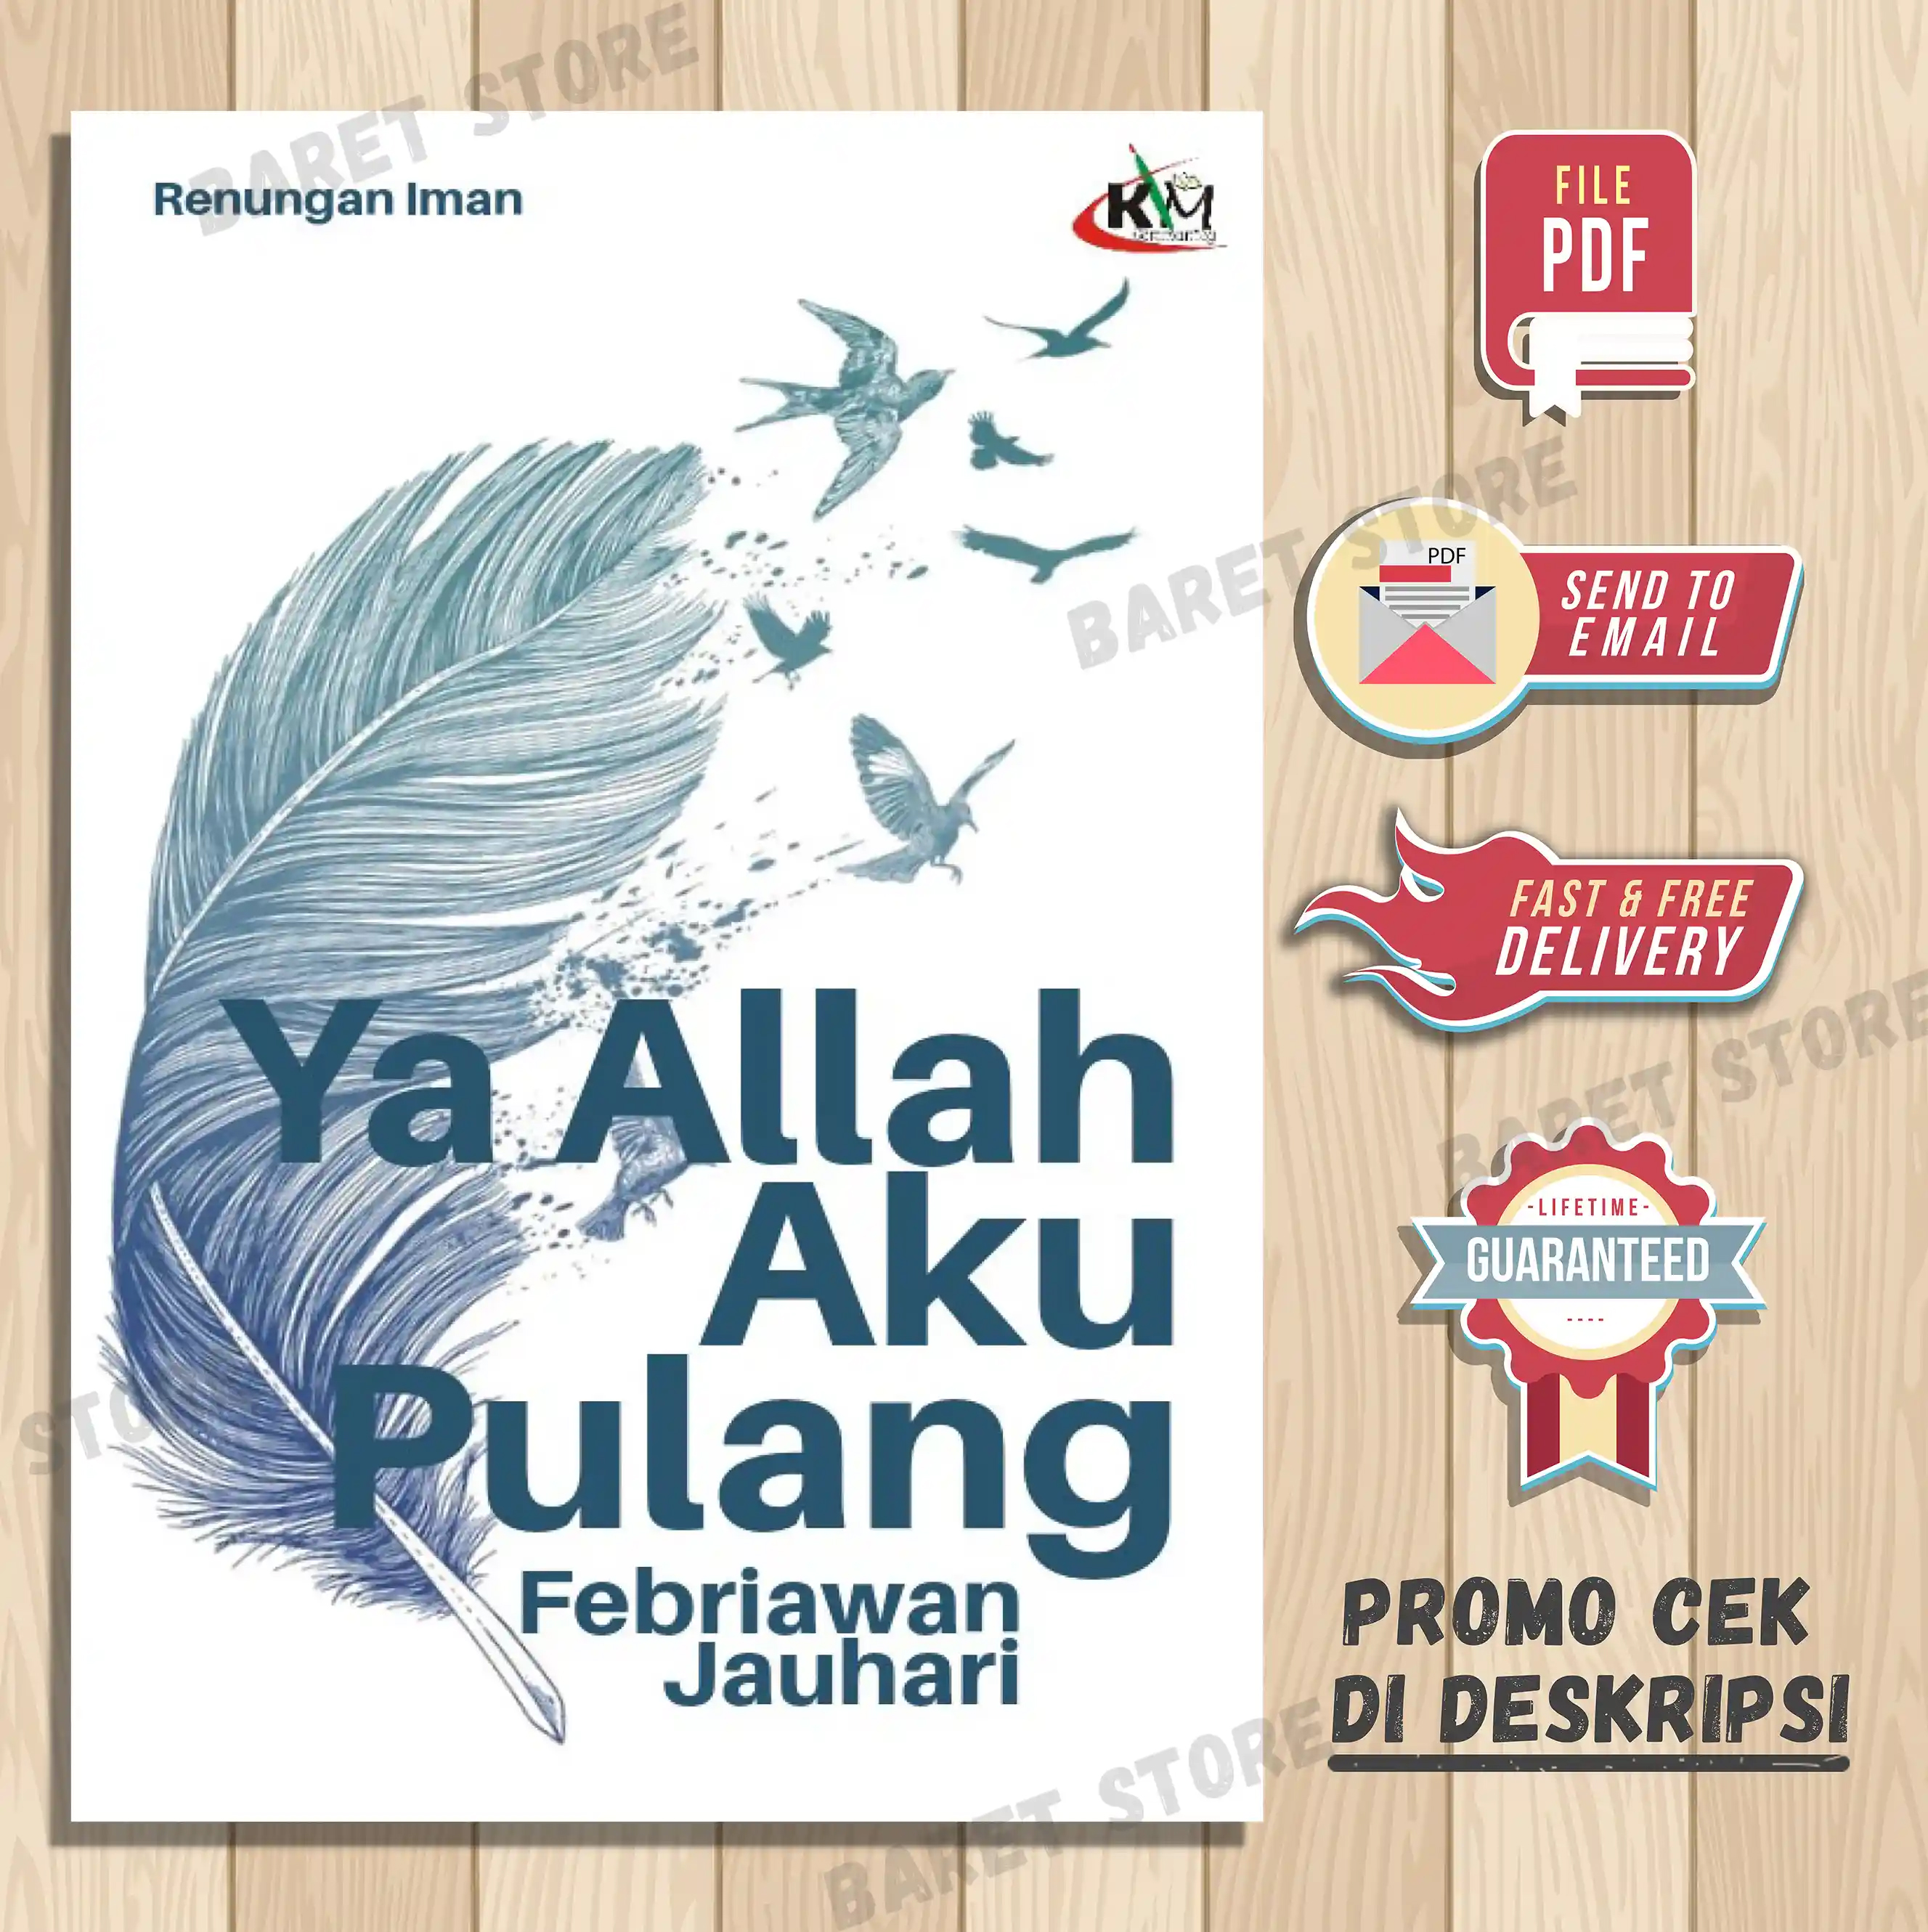 BARET STORE
Renungan Iman
KM
Ya Allah
Aku
Pulang
Febriawan
Jauhari
FILE
PDF
PDF
SEND TO
EMAIL
BARET STORE
FAST & FREE
DELIVERY
BARET STORE
-LIFETIME-
GUARANTEED
----
STO
PROMO CEK
DI DESKRIPSI
BARET STORE